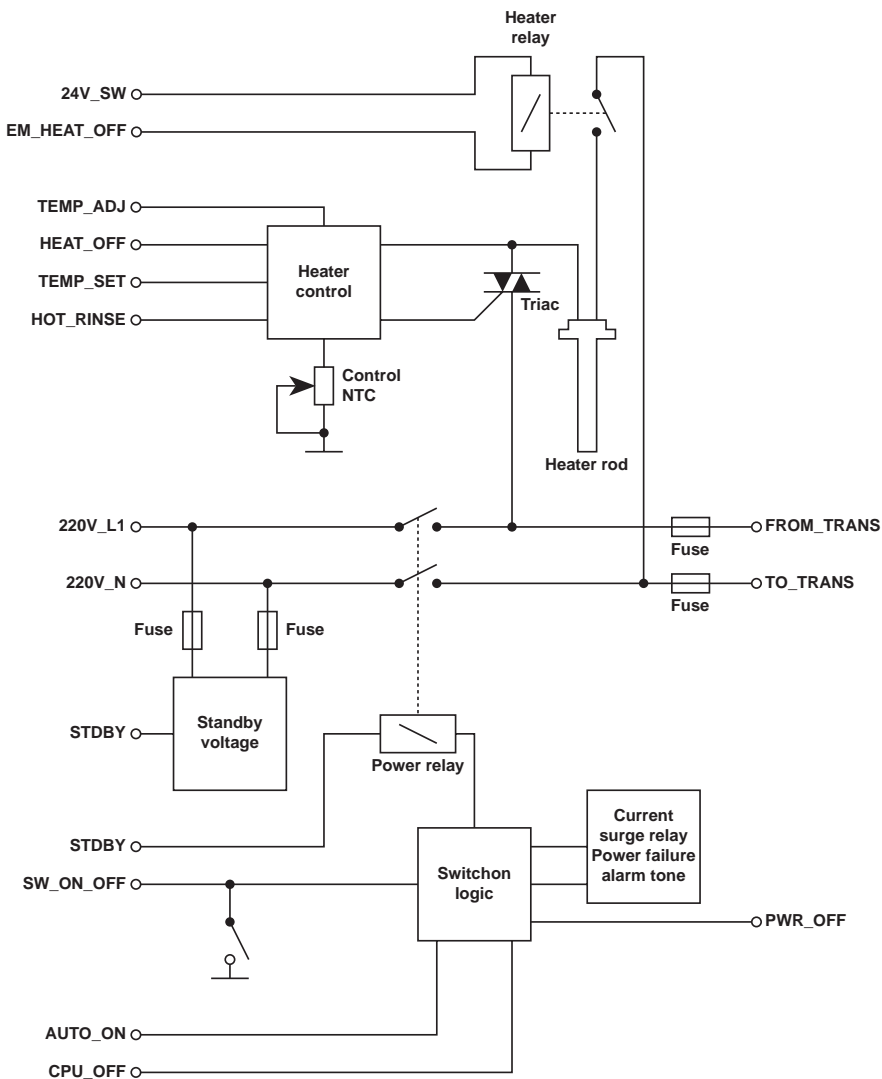 Heater
relay
24V_SW
EM_HEAT_OFF
TEMP_ADJ
HEAT_OFF
TEMP_SET
HOT_RINSE
Heater
control
Triac
Control
NTC
Heater rod
220V_L1
FROM_TRANS
Fuse
220V_N
TO_TRANS
Fuse
Fuse
Fuse
STDBY
Standby
voltage
Power relay
STDBY
SW_ON_OFF
Switchon
logic
Current
surge relay
Power failure
alarm tone
PWR_OFF
AUTO_ON
CPU_OFF